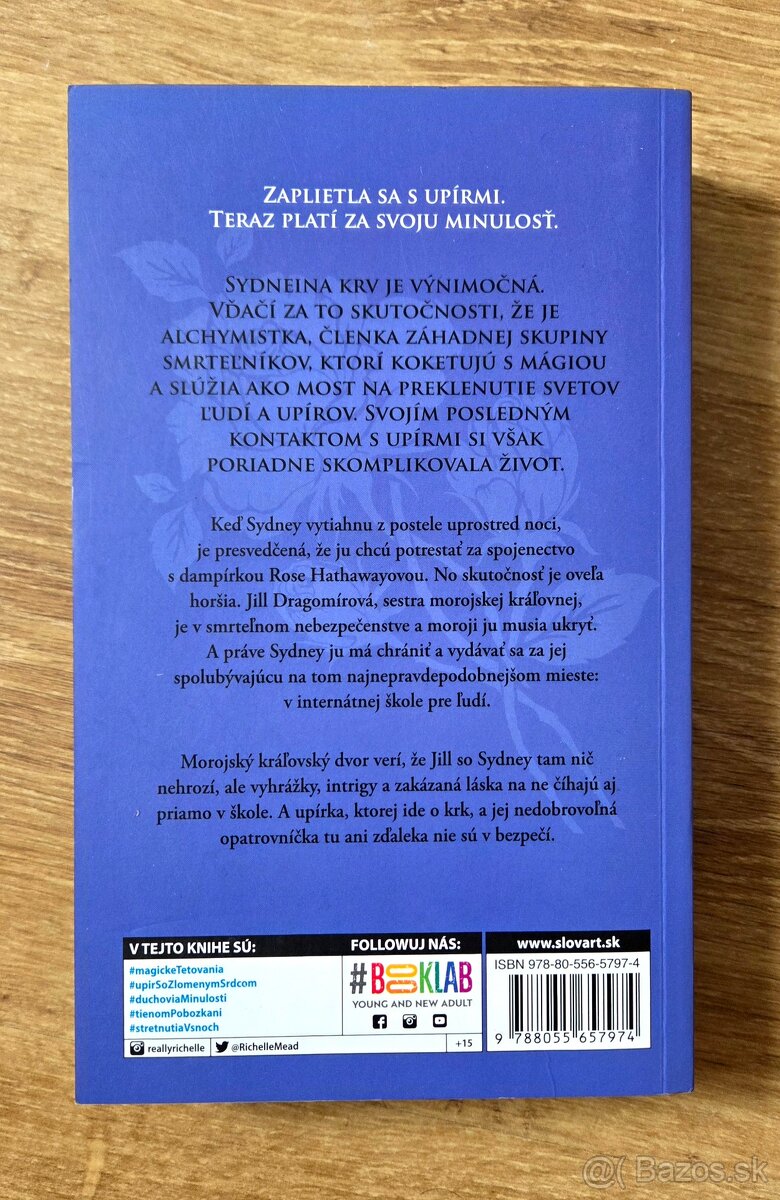 ZAPLIETLA SA S UPÍRMI.
TERAZ PLATÍ ZA SVOJU MINULOSŤ.
SYDNEINA KRV JE VÝNIMOČNÁ.
VĎAČÍ ZA TO SKUTOČNOSTI, ŽE JE
ALCHYMISTKA, ČLENKA ZÁHADNEJ SKUPINY
SMRTEĽNÍKOV, KTORÍ KOKETUJÚ S MÁGIOU
A SLÚŽIA AKO MOST NA PREKLENUTIE SVETOV
ĽUDÍ A UPÍROV. SVOJÍM POSLEDNÝM
KONTAKTOM S UPÍRMI SI VŠAK
PORIADNE SKOMPLIKOVALA ŽIVOT.
Keď Sydney vytiahnu z postele uprostred noci,
je presvedčená, že ju chcú potrestať za spojenectvo
s dampírkou Rose Hathawayovou. No skutočnosť je oveľa
horšia. Jill Dragomírová, sestra morojskej kráľovnej,
je v smrteľnom nebezpečenstve a moroji ju musia ukryť.
A práve Sydney ju má chrániť a vydávať sa za jej
spolubývajúcu na tom najnepravdepodobnejšom mieste:
v internátnej škole pre ľudí.
Morojský kráľovský dvor verí, že Jill so Sydney tam nič
nehrozí, ale vyhrážky, intrigy a zakázaná láska na ne číhajú aj
priamo v škole. A upírka, ktorej ide o krk, a jej nedobrovoľná
opatrovníčka tu ani zďaleka nie sú v bezpečí.
V TEJTO KNIHE SÚ:
#magickeTetovania
#upirSoZlomenymSrdcom
#duchoviaMinulosti
#tienomPobozkani
#stretnutiaVsnoch
reallyrichelle
@RichelleMead
FOLLOWUJ NÁS:
#BOOKLAB
YOUNG AND NEW ADULT
+15
www.slovart.sk
ISBN 978-80-556-5797-4
9 788055 657974
@( Bazos.sk